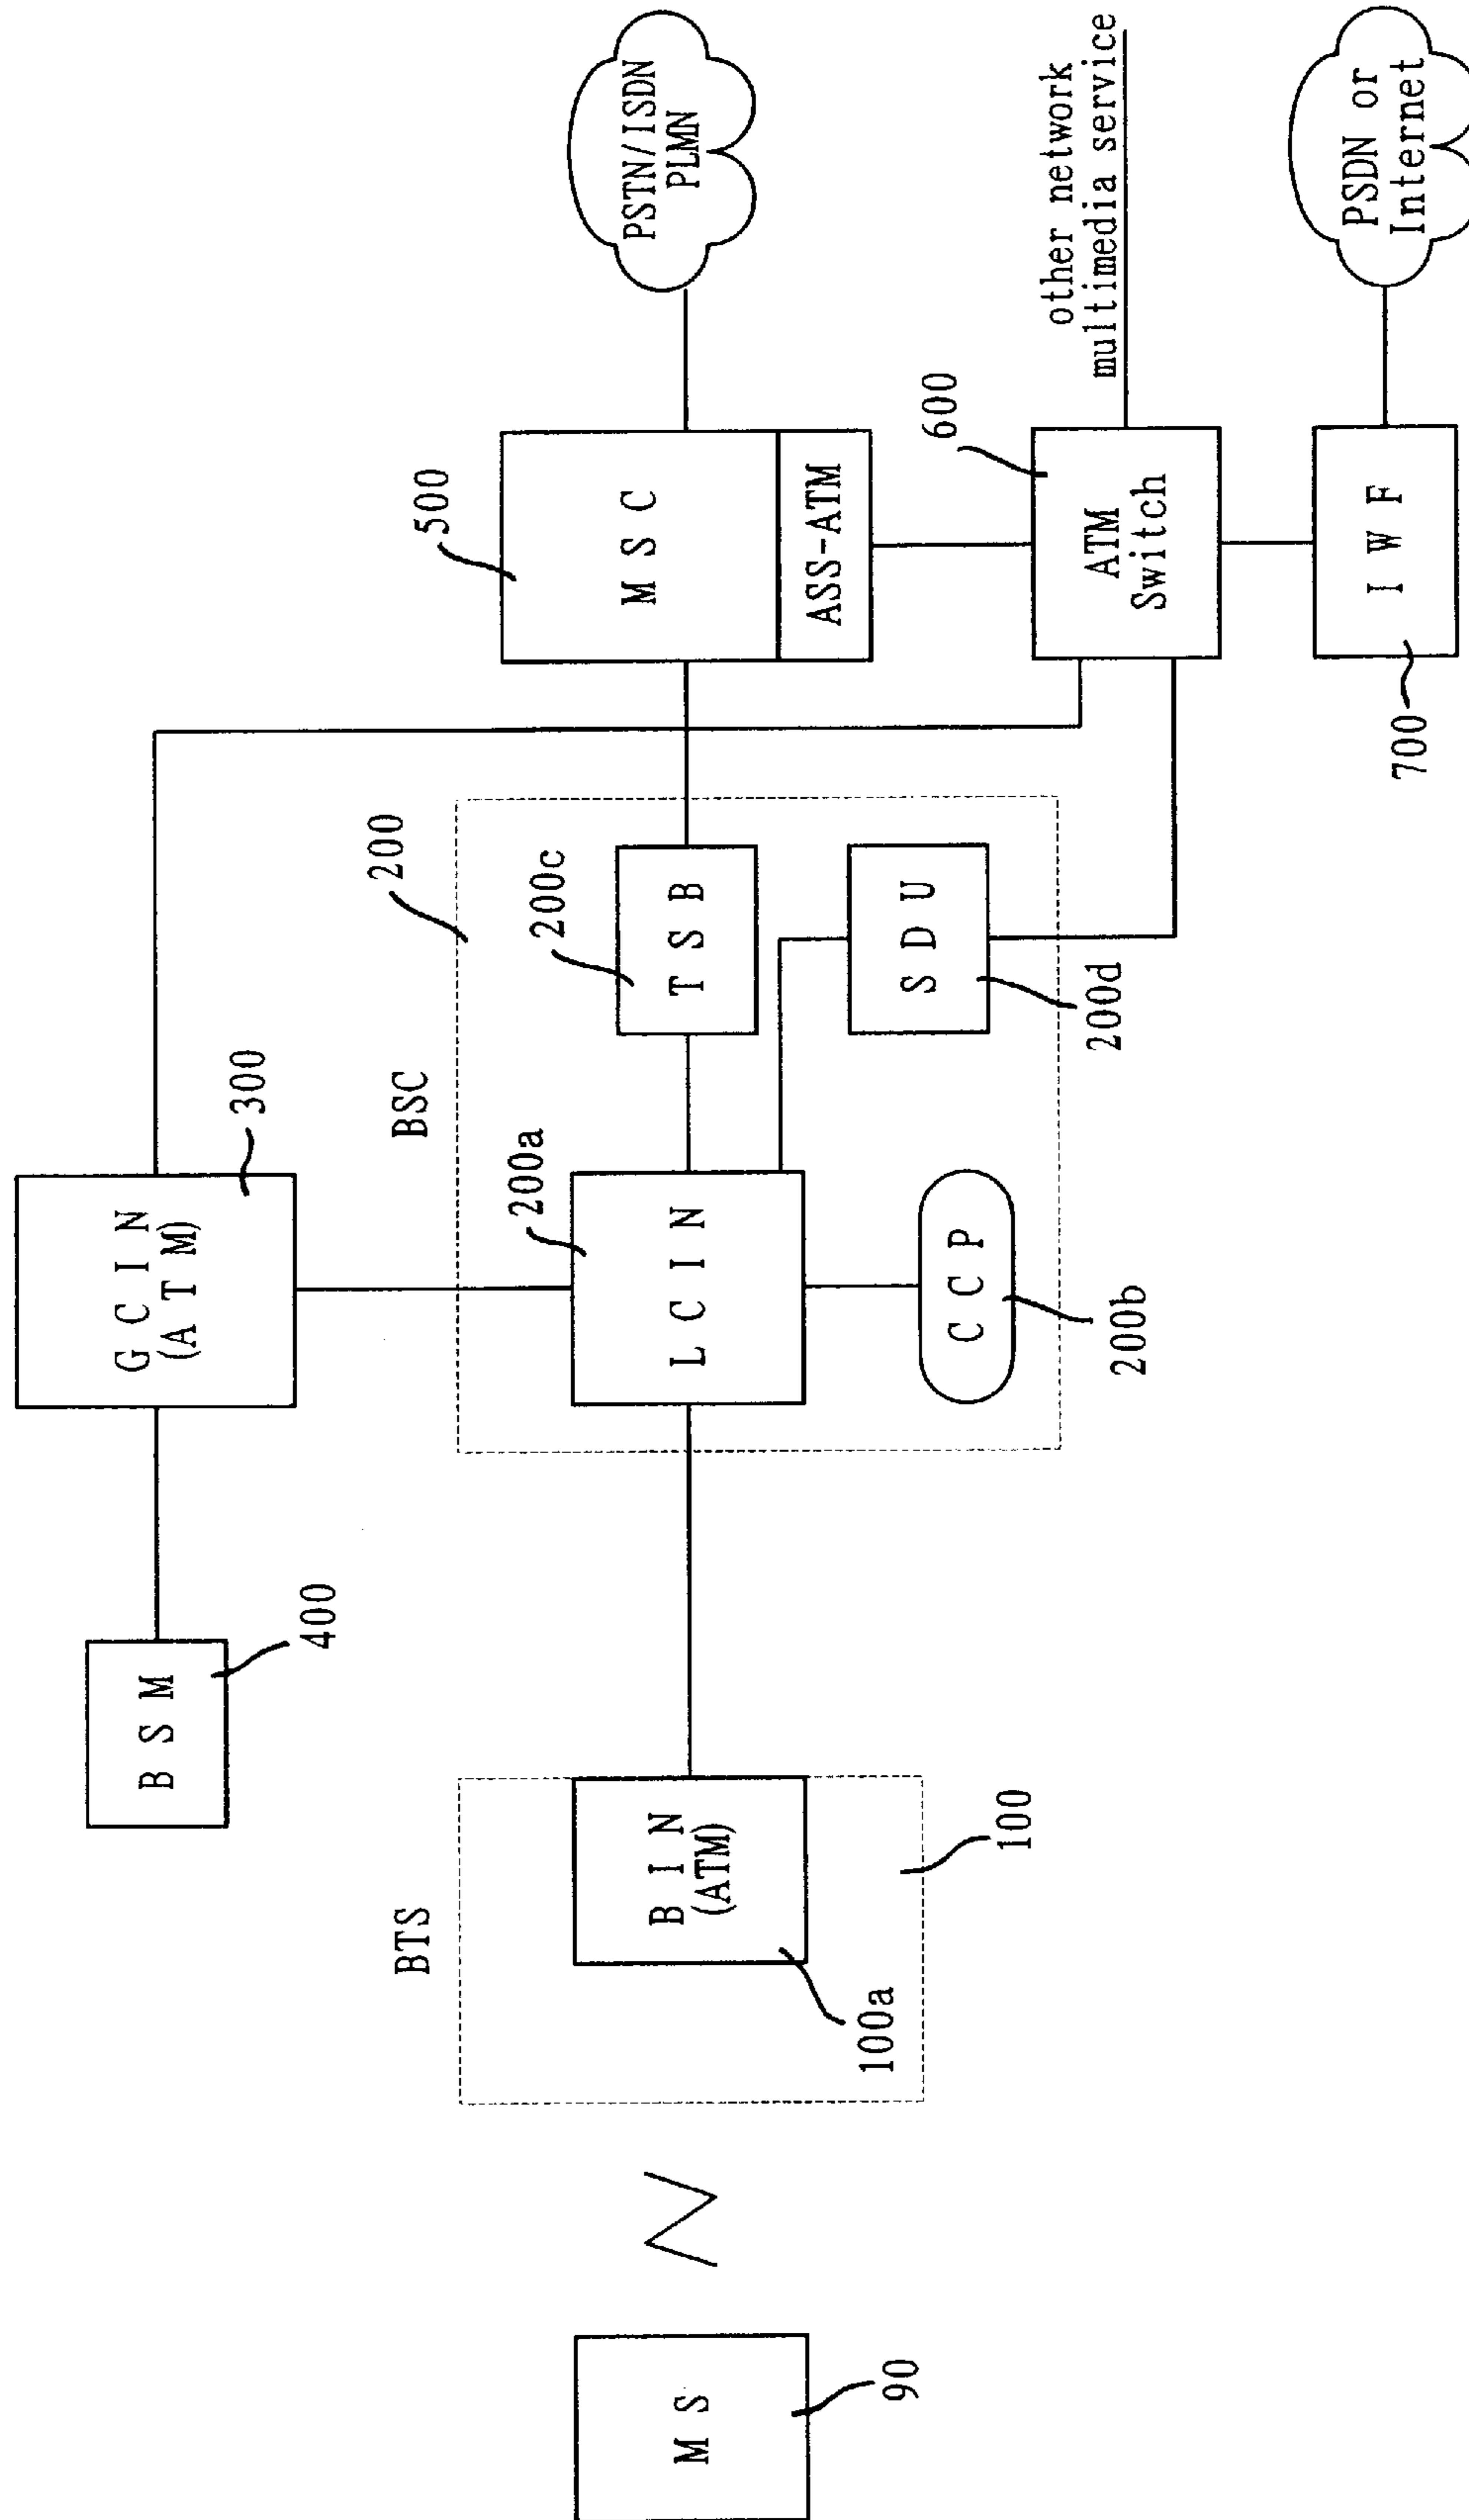 G C I N
(A T M)
300
B S M
400
BSC
200
BTS
M S
90
B I N
(ATM)
100a
100
L C I N
200a
C C P
200b
T S B
200c
S D U
200d
M S C
500
ASS-ATM
PSTN/ISDN
PLMN
ATM
Switch
600
other network
multimedia service
I W F
700
PSDN or
Internet